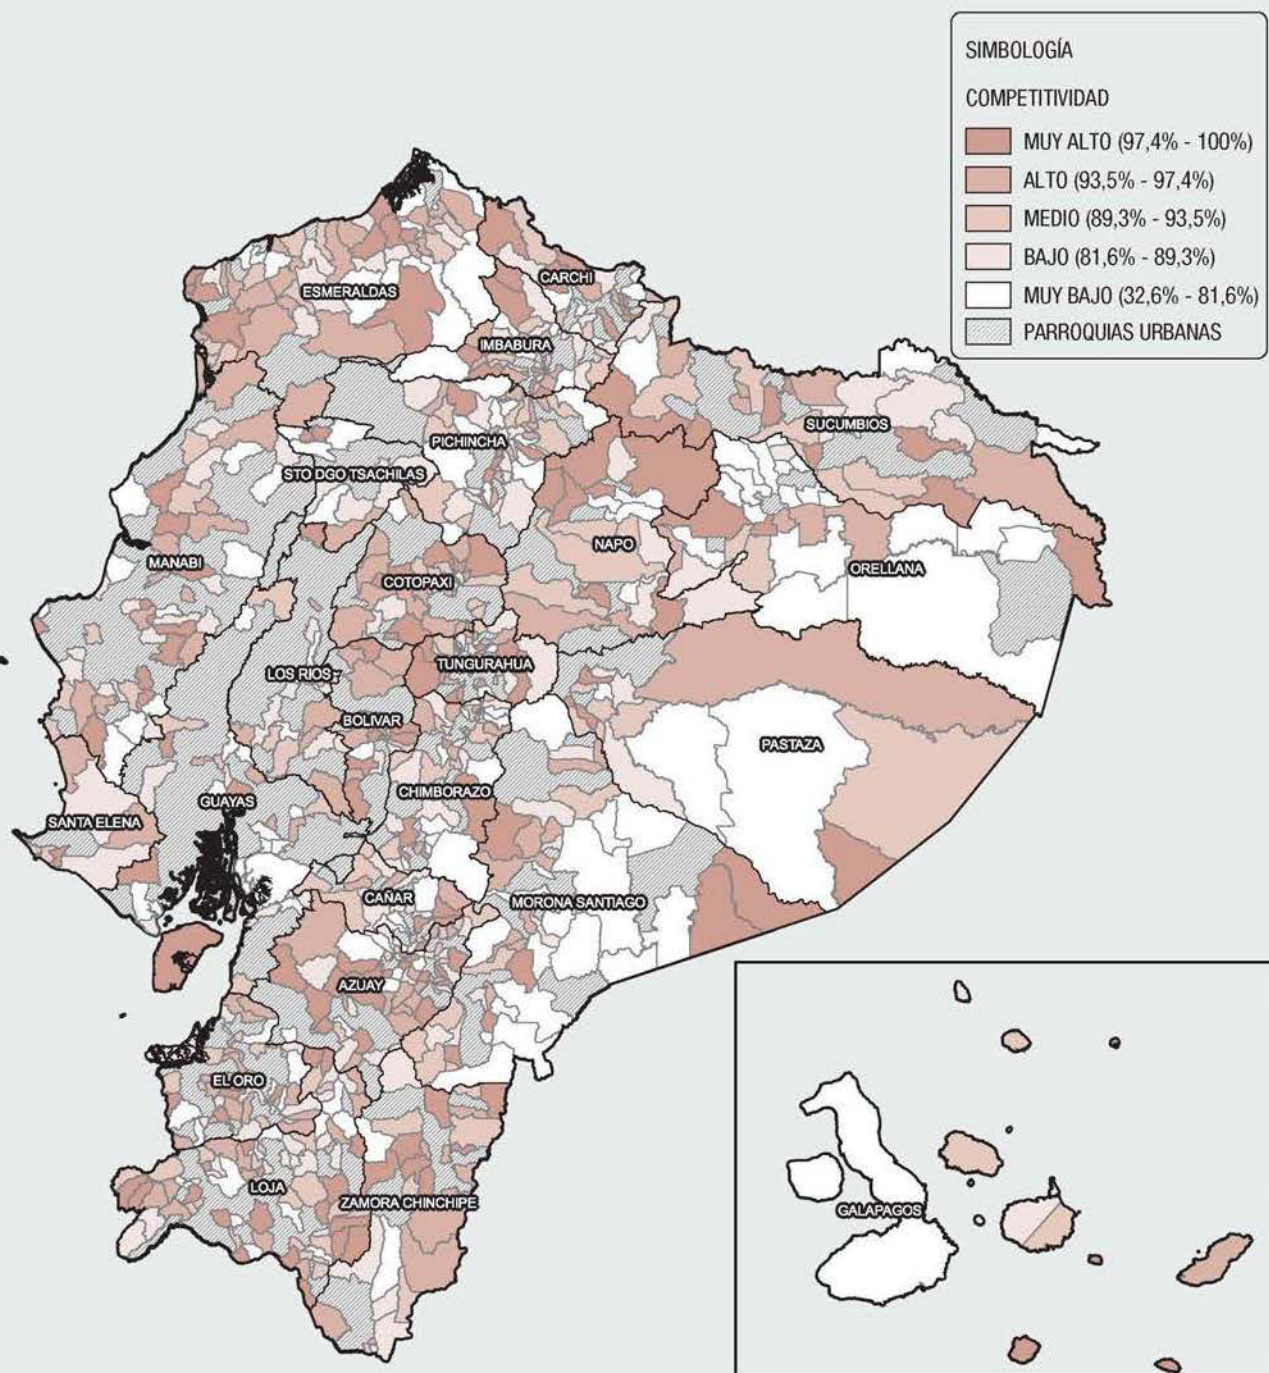 SIMBOLOGÍA
COMPETITIVIDAD
MUY ALTO (97,4% - 100%)
ALTO (93,5% - 97,4%)
MEDIO (89,3% - 93,5%)
BAJO (81,6% - 89,3%)
MUY BAJO (32,6% - 81,6%)
PARROQUIAS URBANAS
CARCHI
ESMERALDAS
IMBABURA
SUCUMBIOS
PICHINCHA
STO DGO TSACHILAS
NAPO
MANABI
ORELLANA
COTOPAXI
TUNGURAHUA
LOS RIOS
BOLIVAR
PASTAZA
CHIMBORAZO
GUAYAS
SANTA ELENA
CAÑAR
MORONA SANTIAGO
AZUAY
EL ORO
LOJA
ZAMORA CHINCHIPE
GALAPAGOS